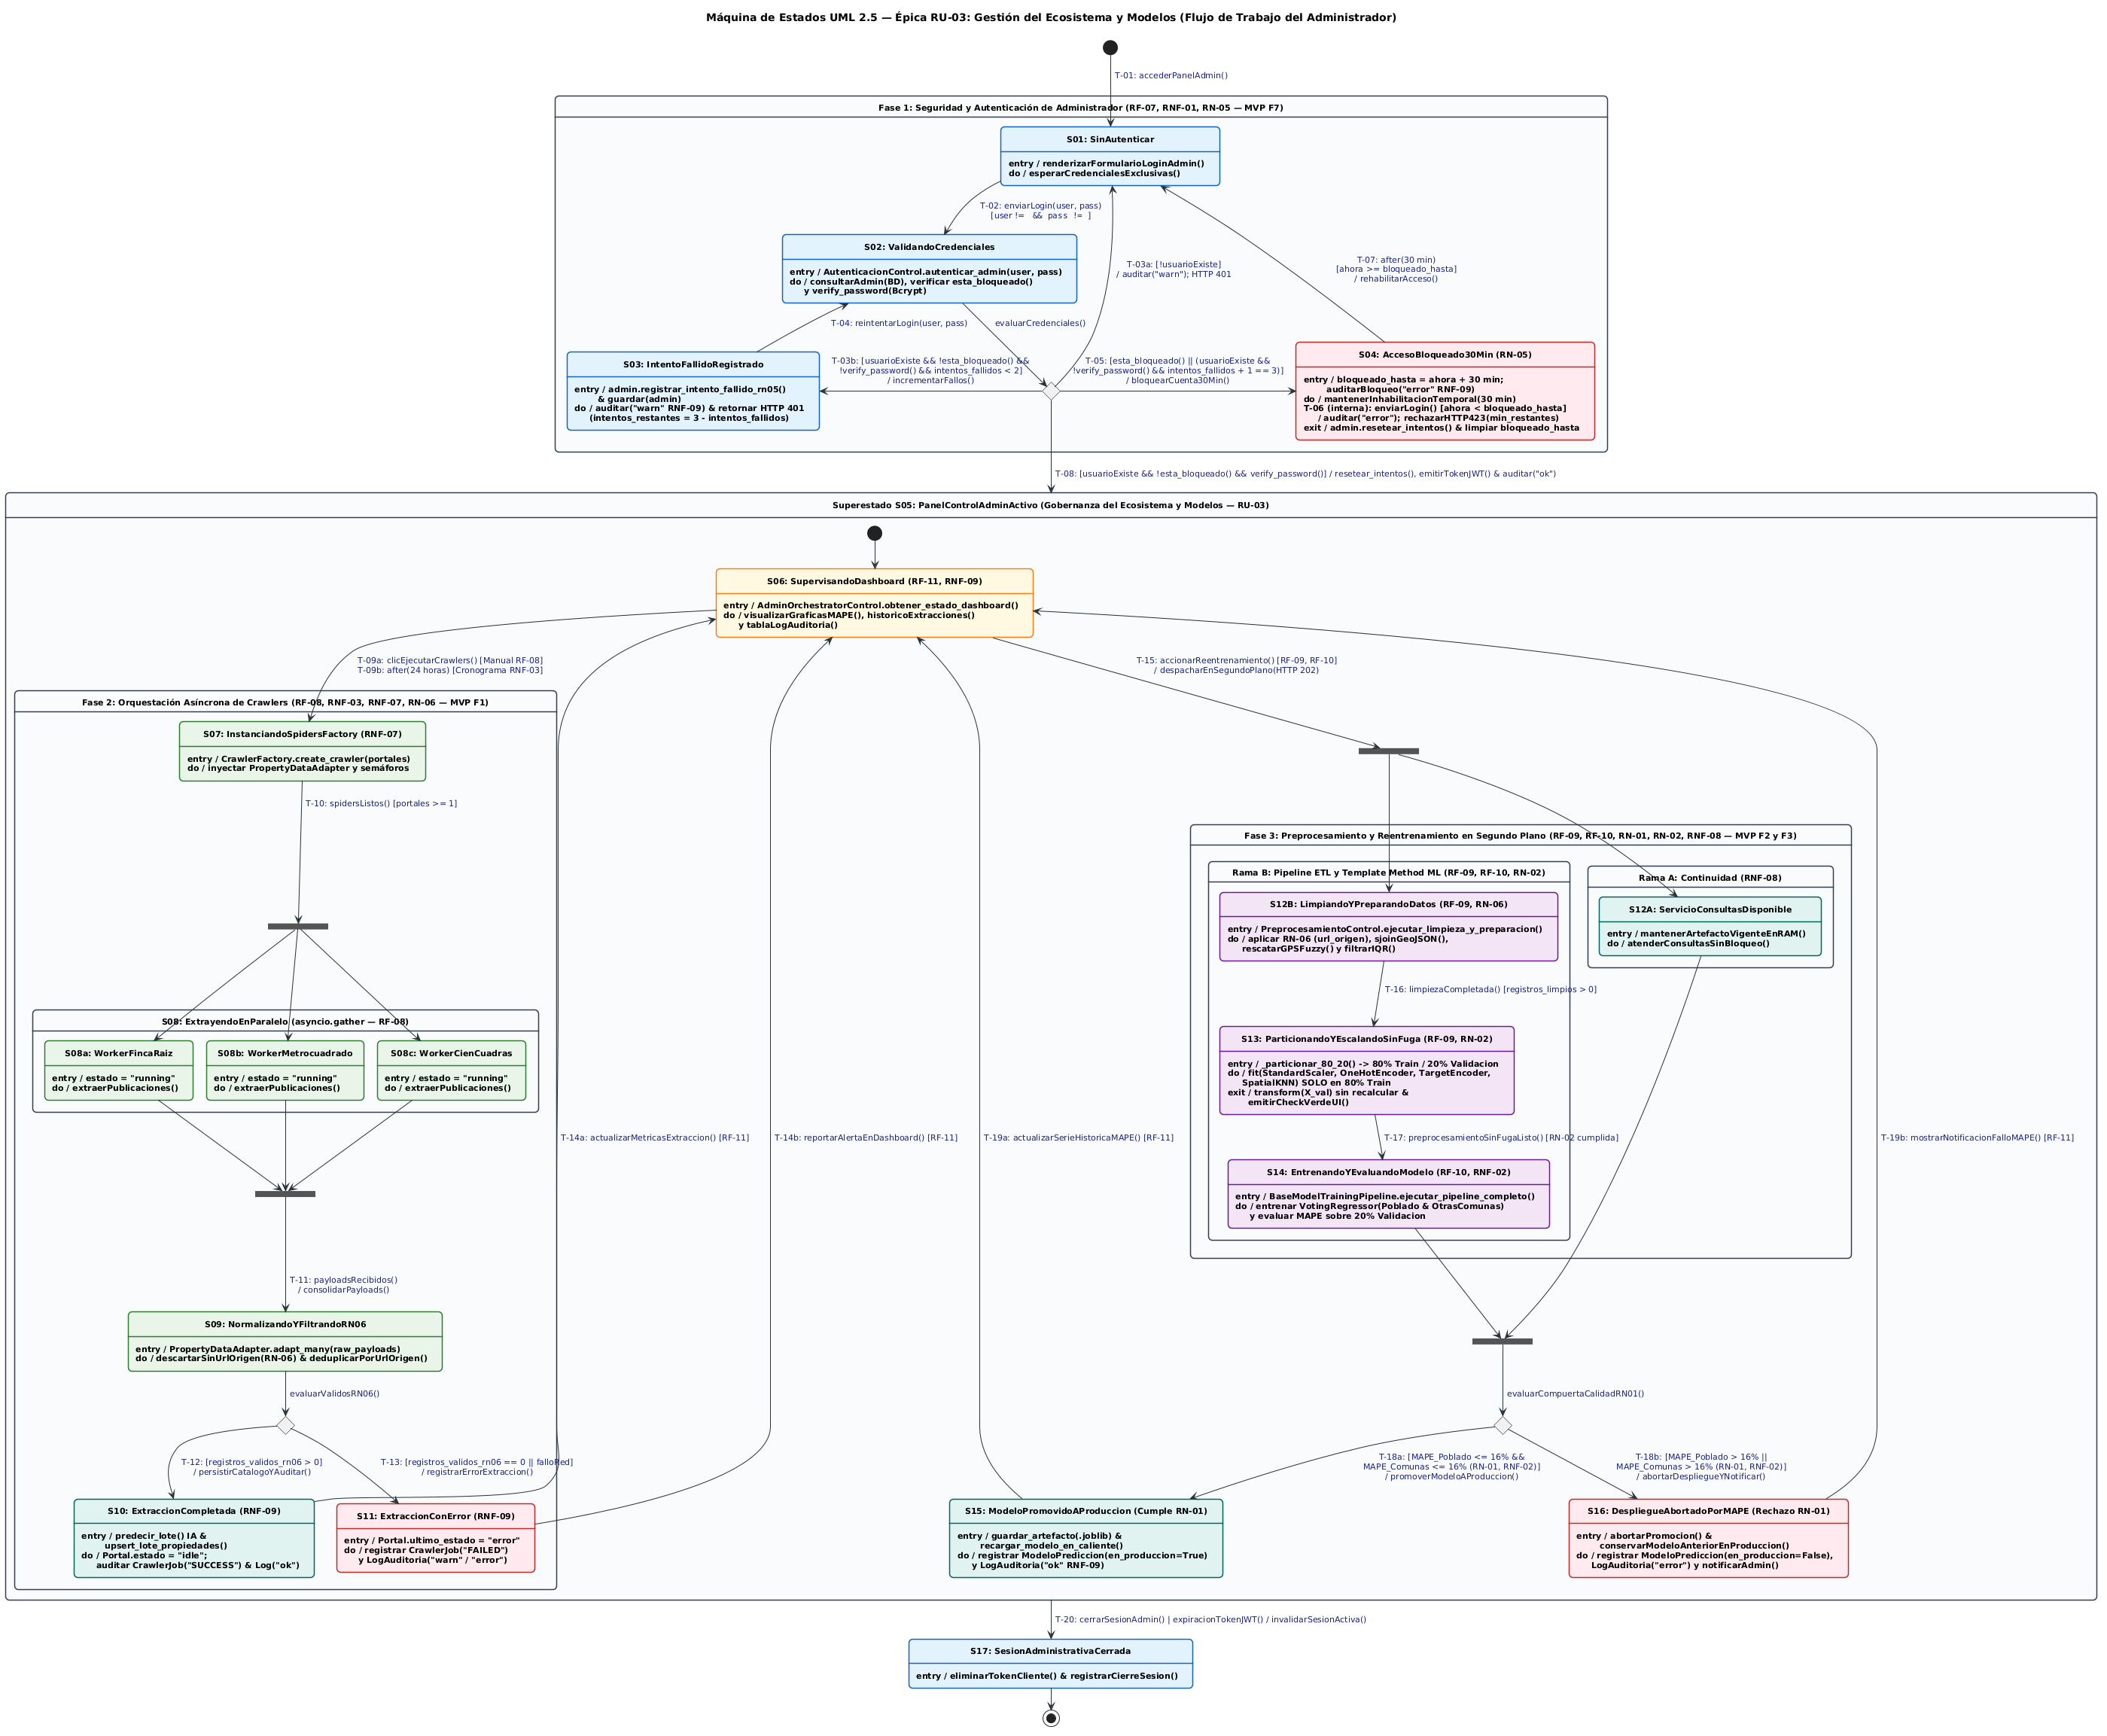 Máquina de Estados UML 2.5 — Épica RU-03: Gestión del Ecosistema y Modelos (Flujo de Trabajo del Administrador)
T-01: accederPanelAdmin()
Fase 1: Seguridad y Autenticación de Administrador (RF-07, RNF-01, RN-05 — MVP F7)
S01: SinAutenticar
entry / renderizarFormularioLoginAdmin()
do / esperarCredencialesExclusivas()
T-02: enviarLogin(user, pass)
[user != && pass != ]
S02: ValidandoCredenciales
entry / AutenticacionControl.autenticar_admin(user, pass)
do / consultarAdmin(BD), verificar esta_bloqueado()
y verify_password(Bcrypt)
T-03a: [!usuarioExiste]
/ auditar("warn"); HTTP 401
T-07: after(30 min)
[ahora >= bloqueado_hasta]
/ rehabilitarAcceso()
T-04: reintentarLogin(user, pass)
evaluarCredenciales()
S03: IntentoFallidoRegistrado
entry / admin.registrar_intento_fallido_rn05()
& guardar(admin)
do / auditar("warn" RNF-09) & retornar HTTP 401
(intentos_restantes = 3 - intentos_fallidos)
T-03b: [usuarioExiste && !esta_bloqueado() &&
!verify_password() && intentos_fallidos < 2]
/ incrementarFallos()
T-05: [esta_bloqueado() || (usuarioExiste &&
!verify_password() && intentos_fallidos + 1 == 3)]
/ bloquearCuenta30Min()
S04: AccesoBloqueado30Min (RN-05)
entry / bloqueado_hasta = ahora + 30 min;
auditarBloqueo("error" RNF-09)
do / mantenerInhabilitacionTemporal(30 min)
T-06 (interna): enviarLogin() [ahora < bloqueado_hasta]
/ auditar("error"); rechazarHTTP423(min_restantes)
exit / admin.resetear_intentos() & limpiar bloqueado_hasta
T-08: [usuarioExiste && !esta_bloqueado() && verify_password()] / resetear_intentos(), emitirTokenJWT() & auditar("ok")
Superestado S05: PanelControlAdminActivo (Gobernanza del Ecosistema y Modelos — RU-03)
S06: SupervisandoDashboard (RF-11, RNF-09)
entry / AdminOrchestratorControl.obtener_estado_dashboard()
do / visualizarGraficasMAPE(), historicoExtracciones()
y tablaLogAuditoria()
T-09a: clicEjecutarCrawlers() [Manual RF-08]
T-09b: after(24 horas) [Cronograma RNF-03]
T-15: accionarReentrenamiento() [RF-09, RF-10]
/ despacharEnSegundoPlano(HTTP 202)
Fase 2: Orquestación Asíncrona de Crawlers (RF-08, RNF-03, RNF-07, RN-06 — MVP F1)
S07: InstanciandoSpidersFactory (RNF-07)
entry / CrawlerFactory.create_crawler(portales)
do / inyectar PropertyDataAdapter y semáforos
T-10: spidersListos() [portales >= 1]
Fase 3: Preprocesamiento y Reentrenamiento en Segundo Plano (RF-09, RF-10, RN-01, RN-02, RNF-08 — MVP F2 y F3)
Rama B: Pipeline ETL y Template Method ML (RF-09, RF-10, RN-02)
Rama A: Continuidad (RNF-08)
S12B: LimpiandoYPreparandoDatos (RF-09, RN-06)
entry / PreprocesamientoControl.ejecutar_limpieza_y_preparacion()
do / aplicar RN-06 (url_origen), sjoinGeoJSON(),
rescatarGPSFuzzy() y filtrarIQR()
S12A: ServicioConsultasDisponible
entry / mantenerArtefactoVigenteEnRAM()
do / atenderConsultasSinBloqueo()
T-16: limpiezaCompletada() [registros_limpios > 0]
S08: ExtrayendoEnParalelo (asyncio.gather — RF-08)
S08a: WorkerFincaRaiz
entry / estado = "running"
do / extraerPublicaciones()
S08b: WorkerMetrocuadrado
entry / estado = "running"
do / extraerPublicaciones()
S08c: WorkerCienCuadras
entry / estado = "running"
do / extraerPublicaciones()
S13: ParticionandoYEscalandoSinFuga (RF-09, RN-02)
entry / _particionar_80_20() -> 80% Train / 20% Validacion
do / fit(StandardScaler, OneHotEncoder, TargetEncoder,
SpatialKNN) SOLO en 80% Train
exit / transform(X_val) sin recalcular &
emitirCheckVerdeUI()
T-14a: actualizarMetricasExtraccion() [RF-11]
T-14b: reportarAlertaEnDashboard() [RF-11]
T-19a: actualizarSerieHistoricaMAPE() [RF-11]
T-17: preprocesamientoSinFugaListo() [RN-02 cumplida]
T-19b: mostrarNotificacionFalloMAPE() [RF-11]
S14: EntrenandoYEvaluandoModelo (RF-10, RNF-02)
entry / BaseModelTrainingPipeline.ejecutar_pipeline_completo()
do / entrenar VotingRegressor(Poblado & OtrasComunas)
y evaluar MAPE sobre 20% Validacion
T-11: payloadsRecibidos()
/ consolidarPayloads()
S09: NormalizandoYFiltrandoRN06
entry / PropertyDataAdapter.adapt_many(raw_payloads)
do / descartarSinUrlOrigen(RN-06) & deduplicarPorUrlOrigen()
evaluarValidosRN06()
evaluarCompuertaCalidadRN01()
T-12: [registros_validos_rn06 > 0]
/ persistirCatalogoYAuditar()
T-13: [registros_validos_rn06 == 0 || falloRed]
/ registrarErrorExtraccion()
T-18a: [MAPE_Poblado <= 16% &&
MAPE_Comunas <= 16% (RN-01, RNF-02)]
/ promoverModeloAProduccion()
T-18b: [MAPE_Poblado > 16% ||
MAPE_Comunas > 16% (RN-01, RNF-02)]
/ abortarDespliegueYNotificar()
S10: ExtraccionCompletada (RNF-09)
entry / predecir_lote() IA &
upsert_lote_propiedades()
do / Portal.estado = "idle";
auditar CrawlerJob("SUCCESS") & Log("ok")
S11: ExtraccionConError (RNF-09)
entry / Portal.ultimo_estado = "error"
do / registrar CrawlerJob("FAILED")
y LogAuditoria("warn" / "error")
S15: ModeloPromovidoAProduccion (Cumple RN-01)
entry / guardar_artefacto(.joblib) &
recargar_modelo_en_caliente()
do / registrar ModeloPrediccion(en_produccion=True)
y LogAuditoria("ok" RNF-09)
S16: DespliegueAbortadoPorMAPE (Rechazo RN-01)
entry / abortarPromocion() &
conservarModeloAnteriorEnProduccion()
do / registrar ModeloPrediccion(en_produccion=False),
LogAuditoria("error") y notificarAdmin()
T-20: cerrarSesionAdmin() | expiracionTokenJWT() / invalidarSesionActiva()
S17: SesionAdministrativaCerrada
entry / eliminarTokenCliente() & registrarCierreSesion()